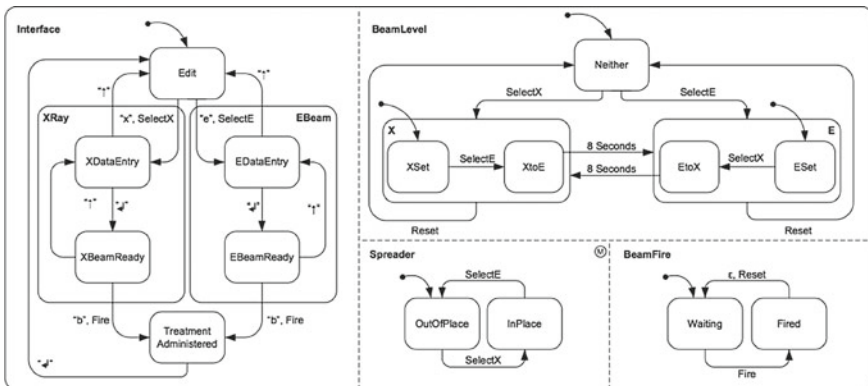 Interface
Edit
"↑"
"↑"
XRay
"x", SelectX
"e", SelectE
EBeam
XDataEntry
EDataEntry
"↑"
"↲"
"↲"
"↑"
XBeamReady
EBeamReady
"b", Fire
"b", Fire
Treatment
Administered
"↲"
BeamLevel
Neither
SelectX
SelectE
X
E
XSet
SelectE
XtoE
8 Seconds
8 Seconds
EtoX
SelectX
ESet
Reset
Reset
Spreader
M
SelectE
OutOfPlace
InPlace
SelectX
BeamFire
ε, Reset
Waiting
Fired
Fire